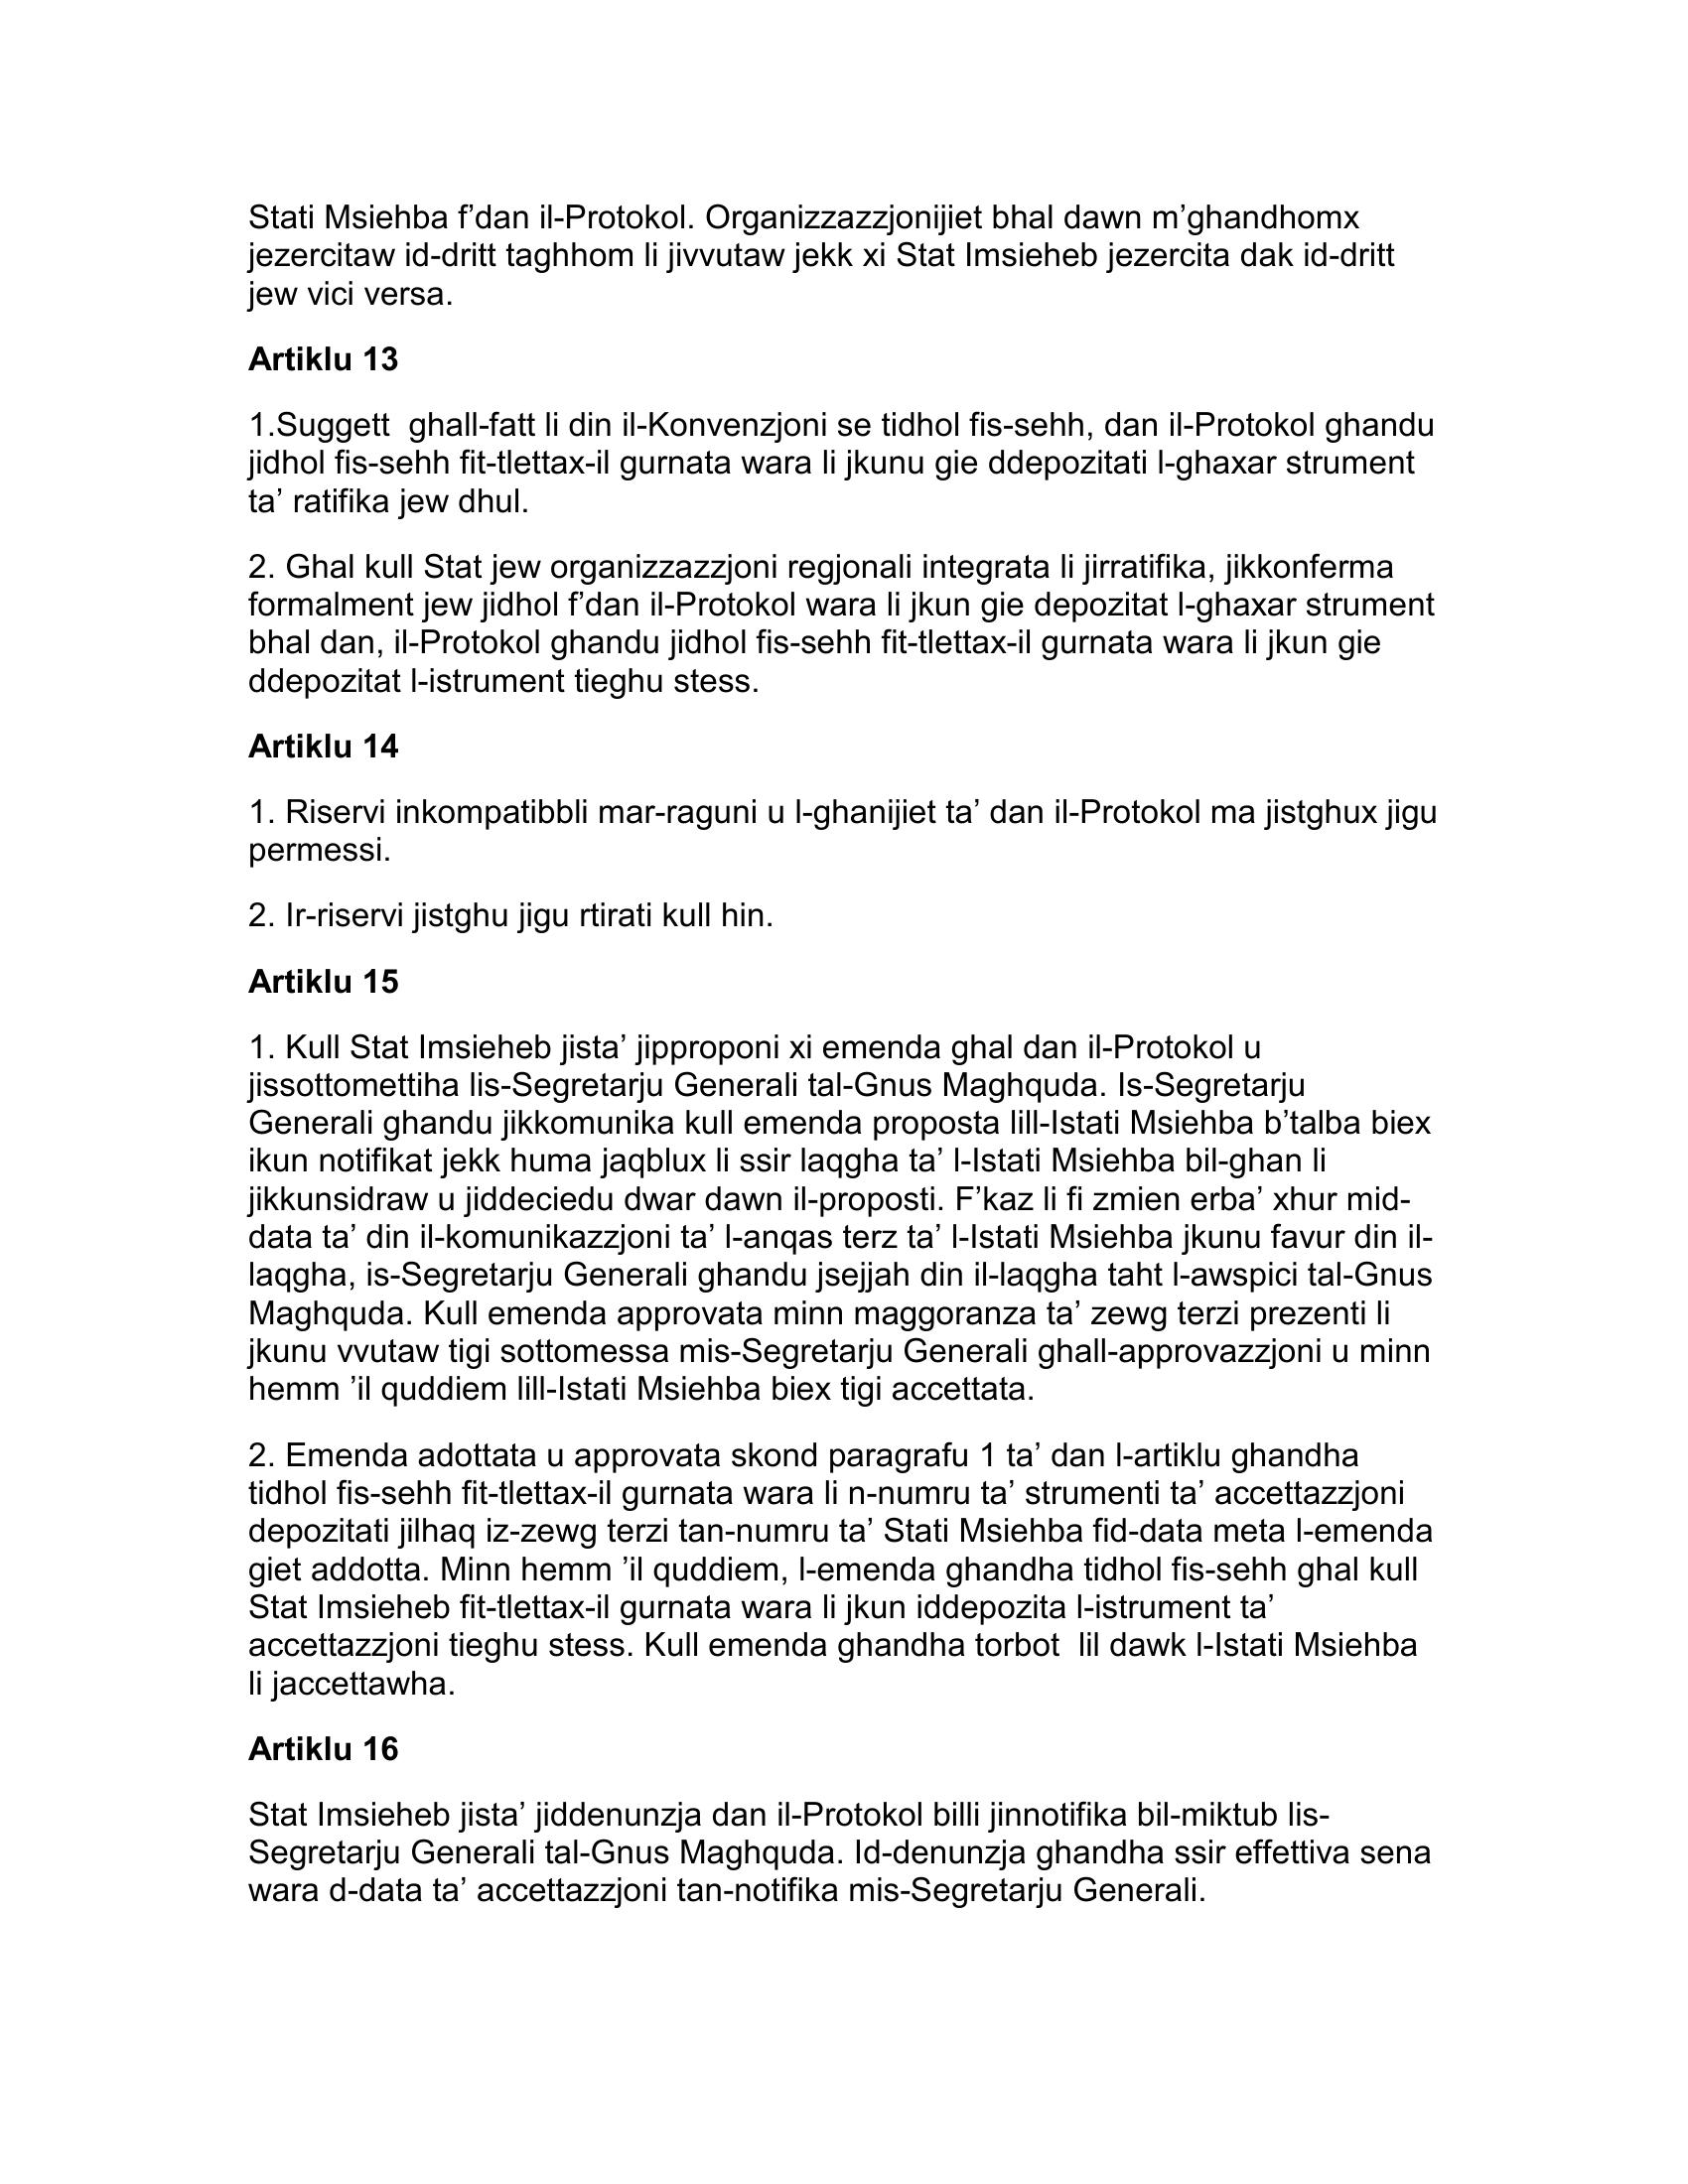 Stati Msiehba f’dan il-Protokol. Organizzazzjonijiet bhal dawn m’ghandhomx
jezercitaw id-dritt taghhom li jivvutaw jekk xi Stat Imsieheb jezercita dak id-dritt
jew vici versa.
Artiklu 13
1.Suggett  ghall-fatt li din il-Konvenzjoni se tidhol fis-sehh, dan il-Protokol ghandu
jidhol fis-sehh fit-tlettax-il gurnata wara li jkunu gie ddepozitati l-ghaxar strument
ta’ ratifika jew dhul.
2. Ghal kull Stat jew organizzazzjoni regjonali integrata li jirratifika, jikkonferma
formalment jew jidhol f’dan il-Protokol wara li jkun gie depozitat l-ghaxar strument
bhal dan, il-Protokol ghandu jidhol fis-sehh fit-tlettax-il gurnata wara li jkun gie
ddepozitat l-istrument tieghu stess.
Artiklu 14
1. Riservi inkompatibbli mar-raguni u l-ghanijiet ta’ dan il-Protokol ma jistghux jigu
permessi.
2. Ir-riservi jistghu jigu rtirati kull hin.
Artiklu 15
1. Kull Stat Imsieheb jista’ jipproponi xi emenda ghal dan il-Protokol u
jissottomettiha lis-Segretarju Generali tal-Gnus Maghquda. Is-Segretarju
Generali ghandu jikkomunika kull emenda proposta lill-Istati Msiehba b’talba biex
ikun notifikat jekk huma jaqblux li ssir laqgha ta’ l-Istati Msiehba bil-ghan li
jikkunsidraw u jiddeciedu dwar dawn il-proposti. F’kaz li fi zmien erba’ xhur mid-
data ta’ din il-komunikazzjoni ta’ l-anqas terz ta’ l-Istati Msiehba jkunu favur din il-
laqgha, is-Segretarju Generali ghandu jsejjah din il-laqgha taht l-awspici tal-Gnus
Maghquda. Kull emenda approvata minn maggoranza ta’ zewg terzi prezenti li
jkunu vvutaw tigi sottomessa mis-Segretarju Generali ghall-approvazzjoni u minn
hemm ’il quddiem lill-Istati Msiehba biex tigi accettata.
2. Emenda adottata u approvata skond paragrafu 1 ta’ dan l-artiklu ghandha
tidhol fis-sehh fit-tlettax-il gurnata wara li n-numru ta’ strumenti ta’ accettazzjoni
depozitati jilhaq iz-zewg terzi tan-numru ta’ Stati Msiehba fid-data meta l-emenda
giet addotta. Minn hemm ’il quddiem, l-emenda ghandha tidhol fis-sehh ghal kull
Stat Imsieheb fit-tlettax-il gurnata wara li jkun iddepozita l-istrument ta’
accettazzjoni tieghu stess. Kull emenda ghandha torbot  lil dawk l-Istati Msiehba
li jaccettawha.
Artiklu 16
Stat Imsieheb jista’ jiddenunzja dan il-Protokol billi jinnotifika bil-miktub lis-
Segretarju Generali tal-Gnus Maghquda. Id-denunzja ghandha ssir effettiva sena
wara d-data ta’ accettazzjoni tan-notifika mis-Segretarju Generali.